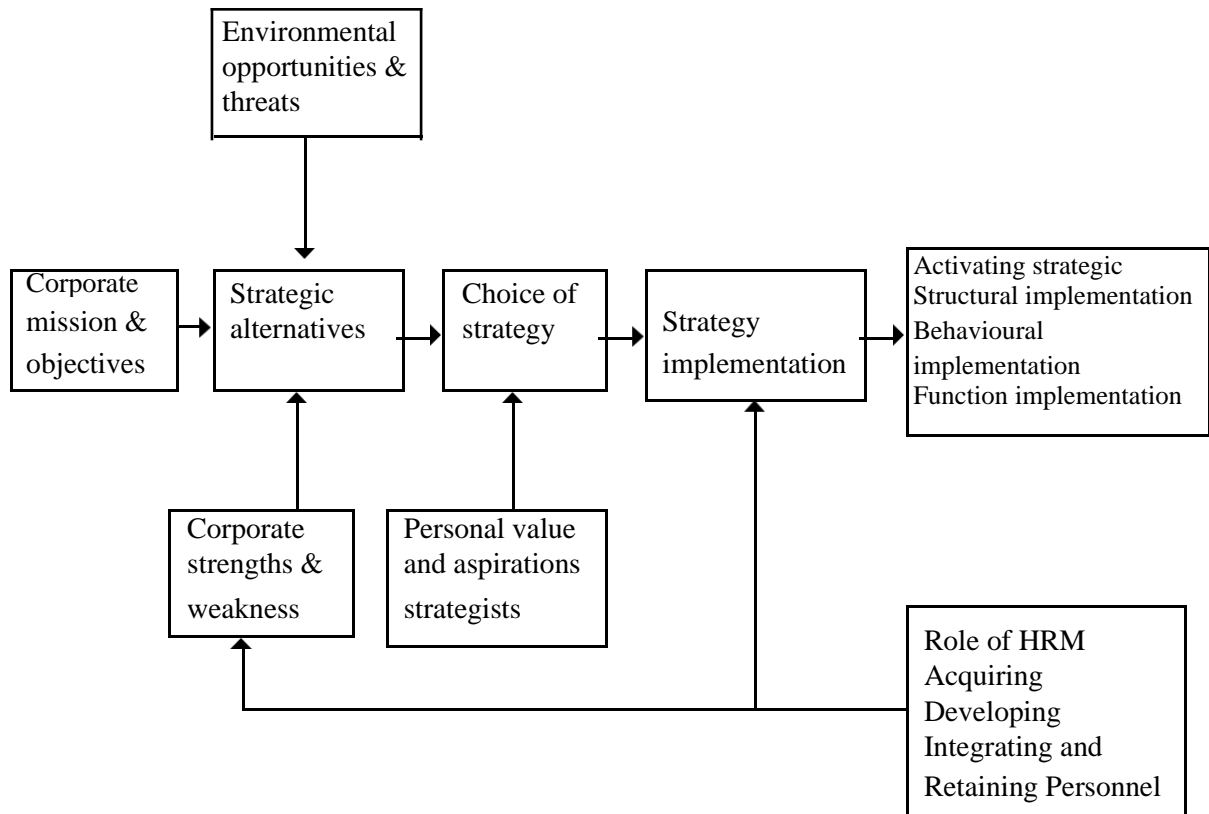 Environmental
opportunities &
threats
Corporate
mission &
objectives
Strategic
alternatives
Choice of
strategy
Strategy
implementation
Activating strategic
Structural implementation
Behavioural
implementation
Function implementation
Corporate
strengths &
weakness
Personal value
and aspirations
strategists
Role of HRM
Acquiring
Developing
Integrating and
Retaining Personnel